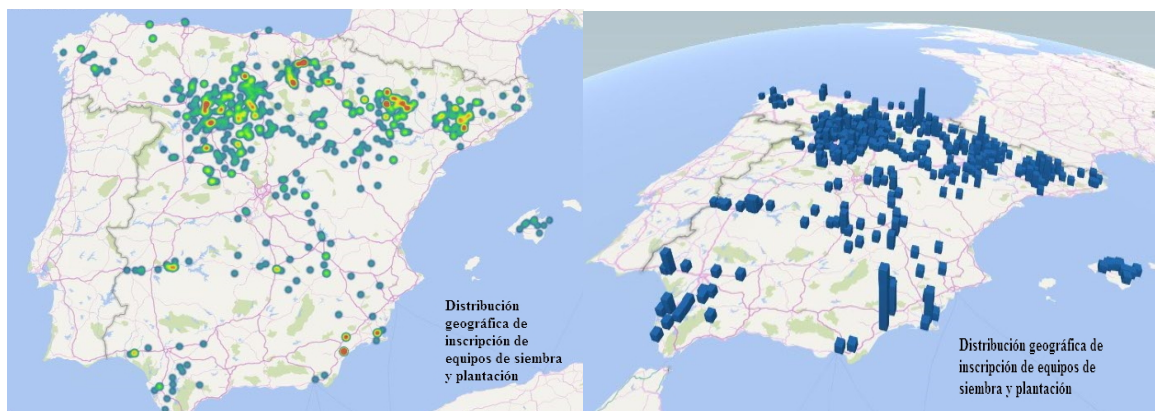 Distribución
geográfica de
inscripción de
equipos de siembra
y plantación
Distribución geográfica de
inscripción de equipos de
siembra y plantación